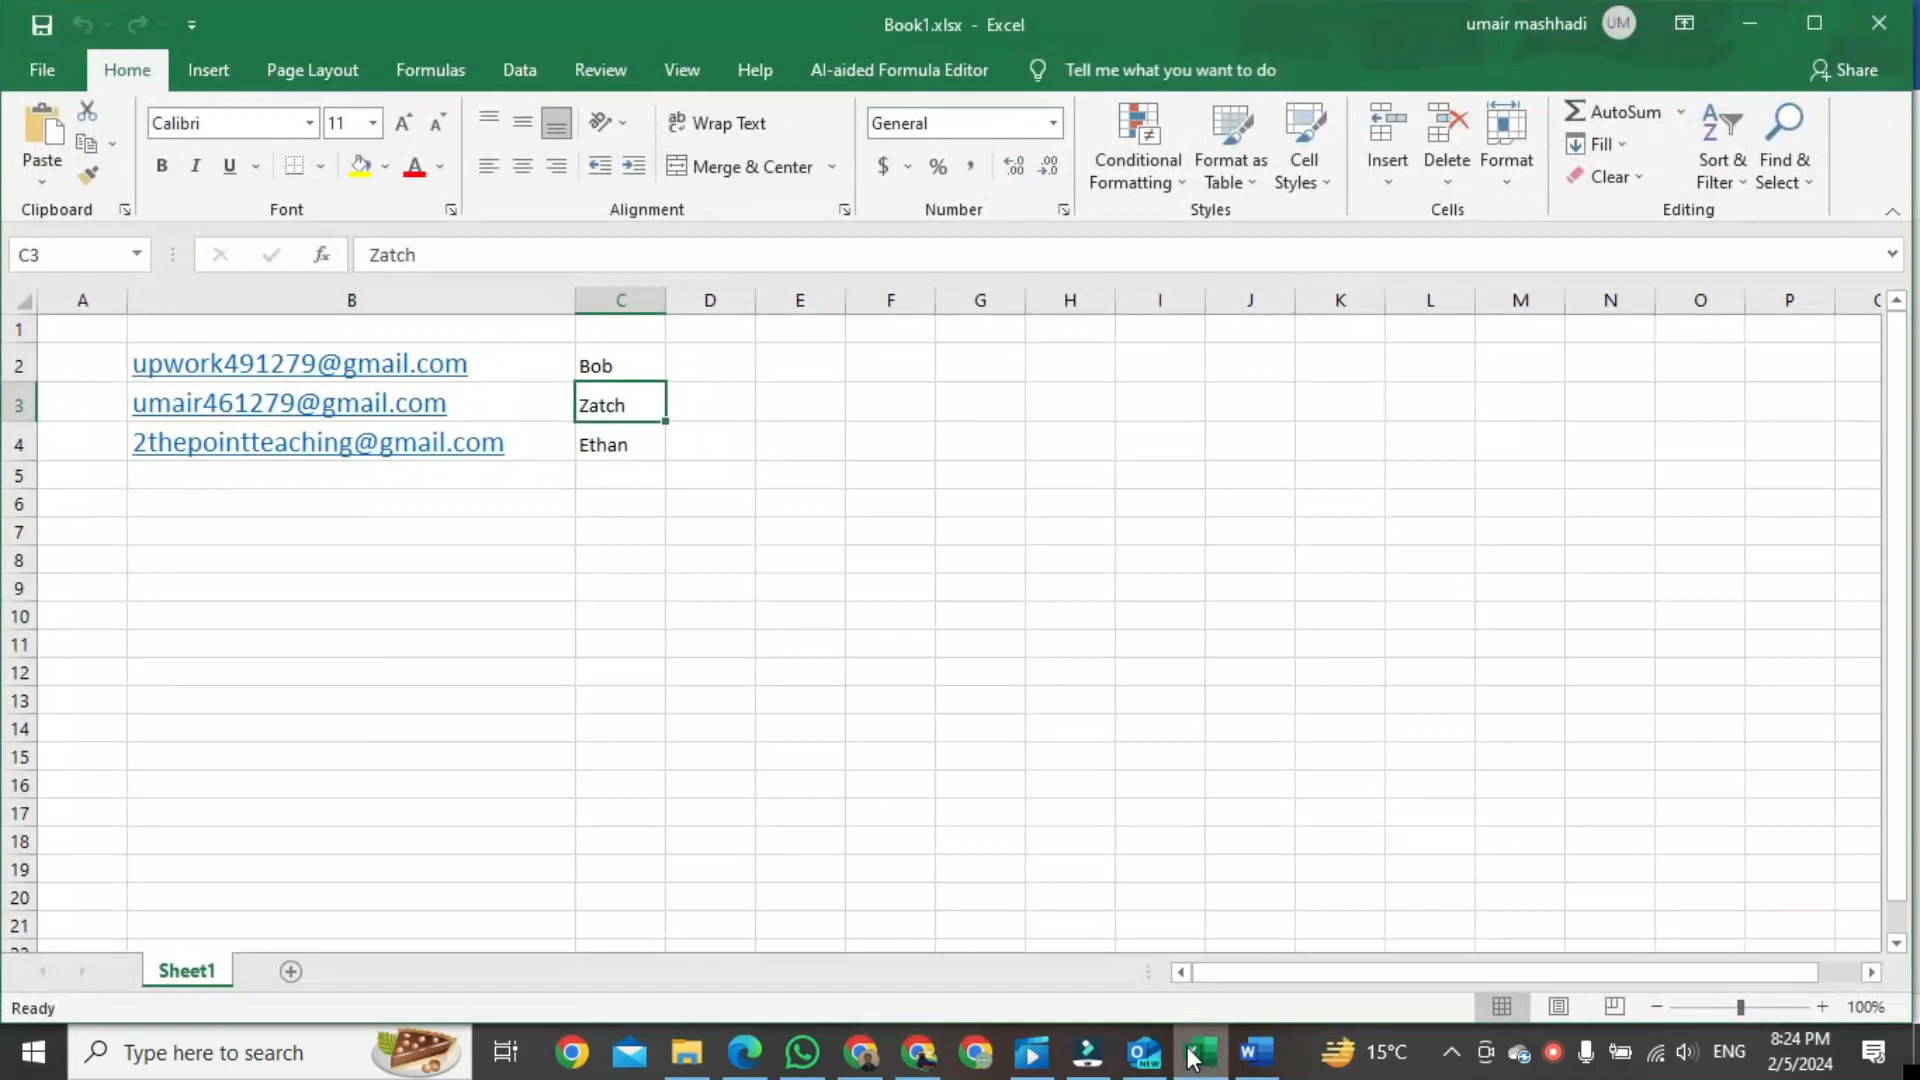 Book1.xlsx - Excel
umair mashhadi UM
File Home Insert Page Layout Formulas Data Review View Help AI-aided Formula Editor Tell me what you want to do Share
Paste
Clipboard
Calibri 11
B I U A
Font
Wrap Text
Merge & Center
Alignment
General
$ % ,
Number
Conditional Formatting
Format as Table
Cell Styles
Styles
Insert Delete Format
Cells
AutoSum
Fill
Clear
Sort & Filter
Find & Select
Editing
C3 fx Zatch
A B C D E F G H I J K L M N O P
1
2 upwork491279@gmail.com Bob
3 umair461279@gmail.com Zatch
4 2thepointteaching@gmail.com Ethan
5
6
7
8
9
10
11
12
13
14
15
16
17
18
19
20
21
Sheet1
Ready 100%
Type here to search 15°C ENG 8:24 PM
2/5/2024